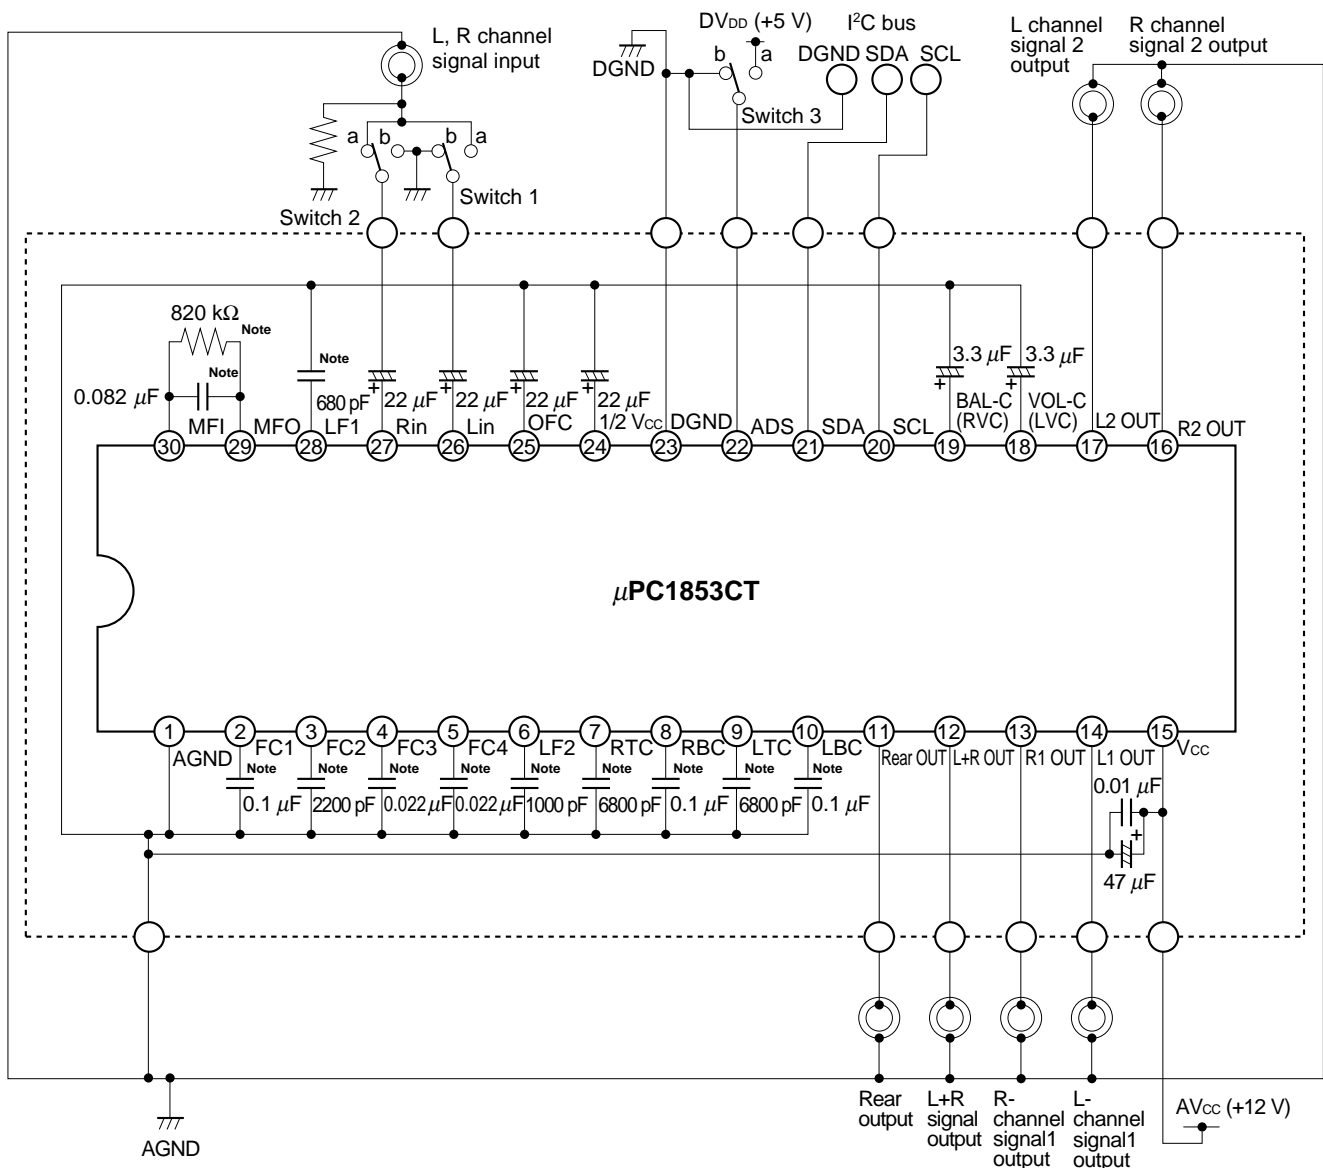 L, R channel
signal input
DGND
DVDD (+5 V)
b a
Switch 3
I²C bus
DGND SDA SCL
L channel
signal 2
output
R channel
signal 2 output
a b b a
Switch 2
Switch 1
820 kΩ
Note
Note
0.082 µF
Note
680 pF
+
22 µF
+
22 µF
+
22 µF
+
22 µF
3.3 µF
+
3.3 µF
+
MFI MFO LF1 Rin Lin OFC 1/2 VCC DGND ADS SDA SCL
BAL-C
(RVC)
VOL-C
(LVC)
L2 OUT
R2 OUT
30 29 28 27 26 25 24 23 22 21 20 19 18 17 16
µPC1853CT
1 2 3 4 5 6 7 8 9 10 11 12 13 14 15
AGND FC1 FC2 FC3 FC4 LF2 RTC RBC LTC LBC Rear OUT L+R OUT R1 OUT L1 OUT VCC
Note Note Note Note Note Note Note Note Note
0.1 µF 2200 pF 0.022 µF 0.022 µF 1000 pF 6800 pF 0.1 µF 6800 pF 0.1 µF
0.01 µF
+
47 µF
AGND
Rear
output
L+R
signal
output
R-
channel
signal1
output
L-
channel
signal1
output
AVCC (+12 V)